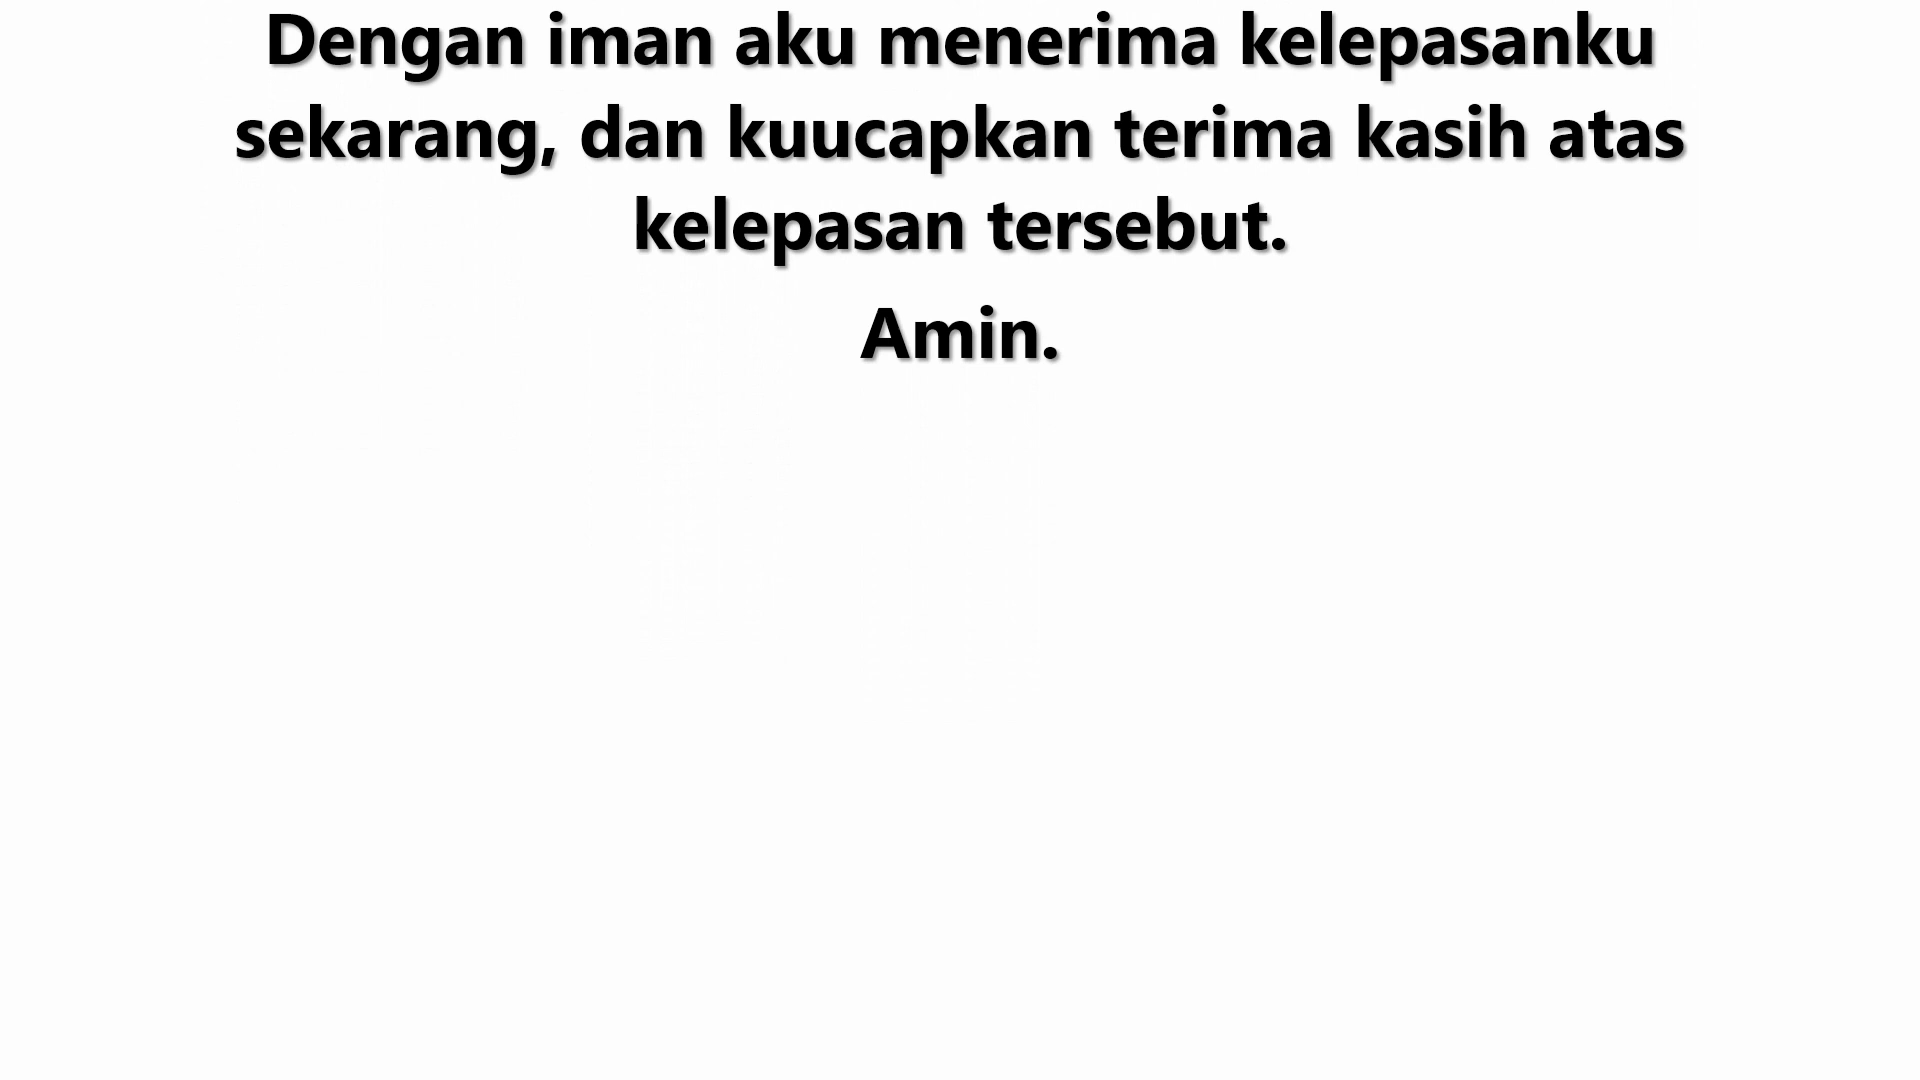 Dengan iman aku menerima kelepasanku
sekarang, dan kuucapkan terima kasih atas
kelepasan tersebut.
Amin.